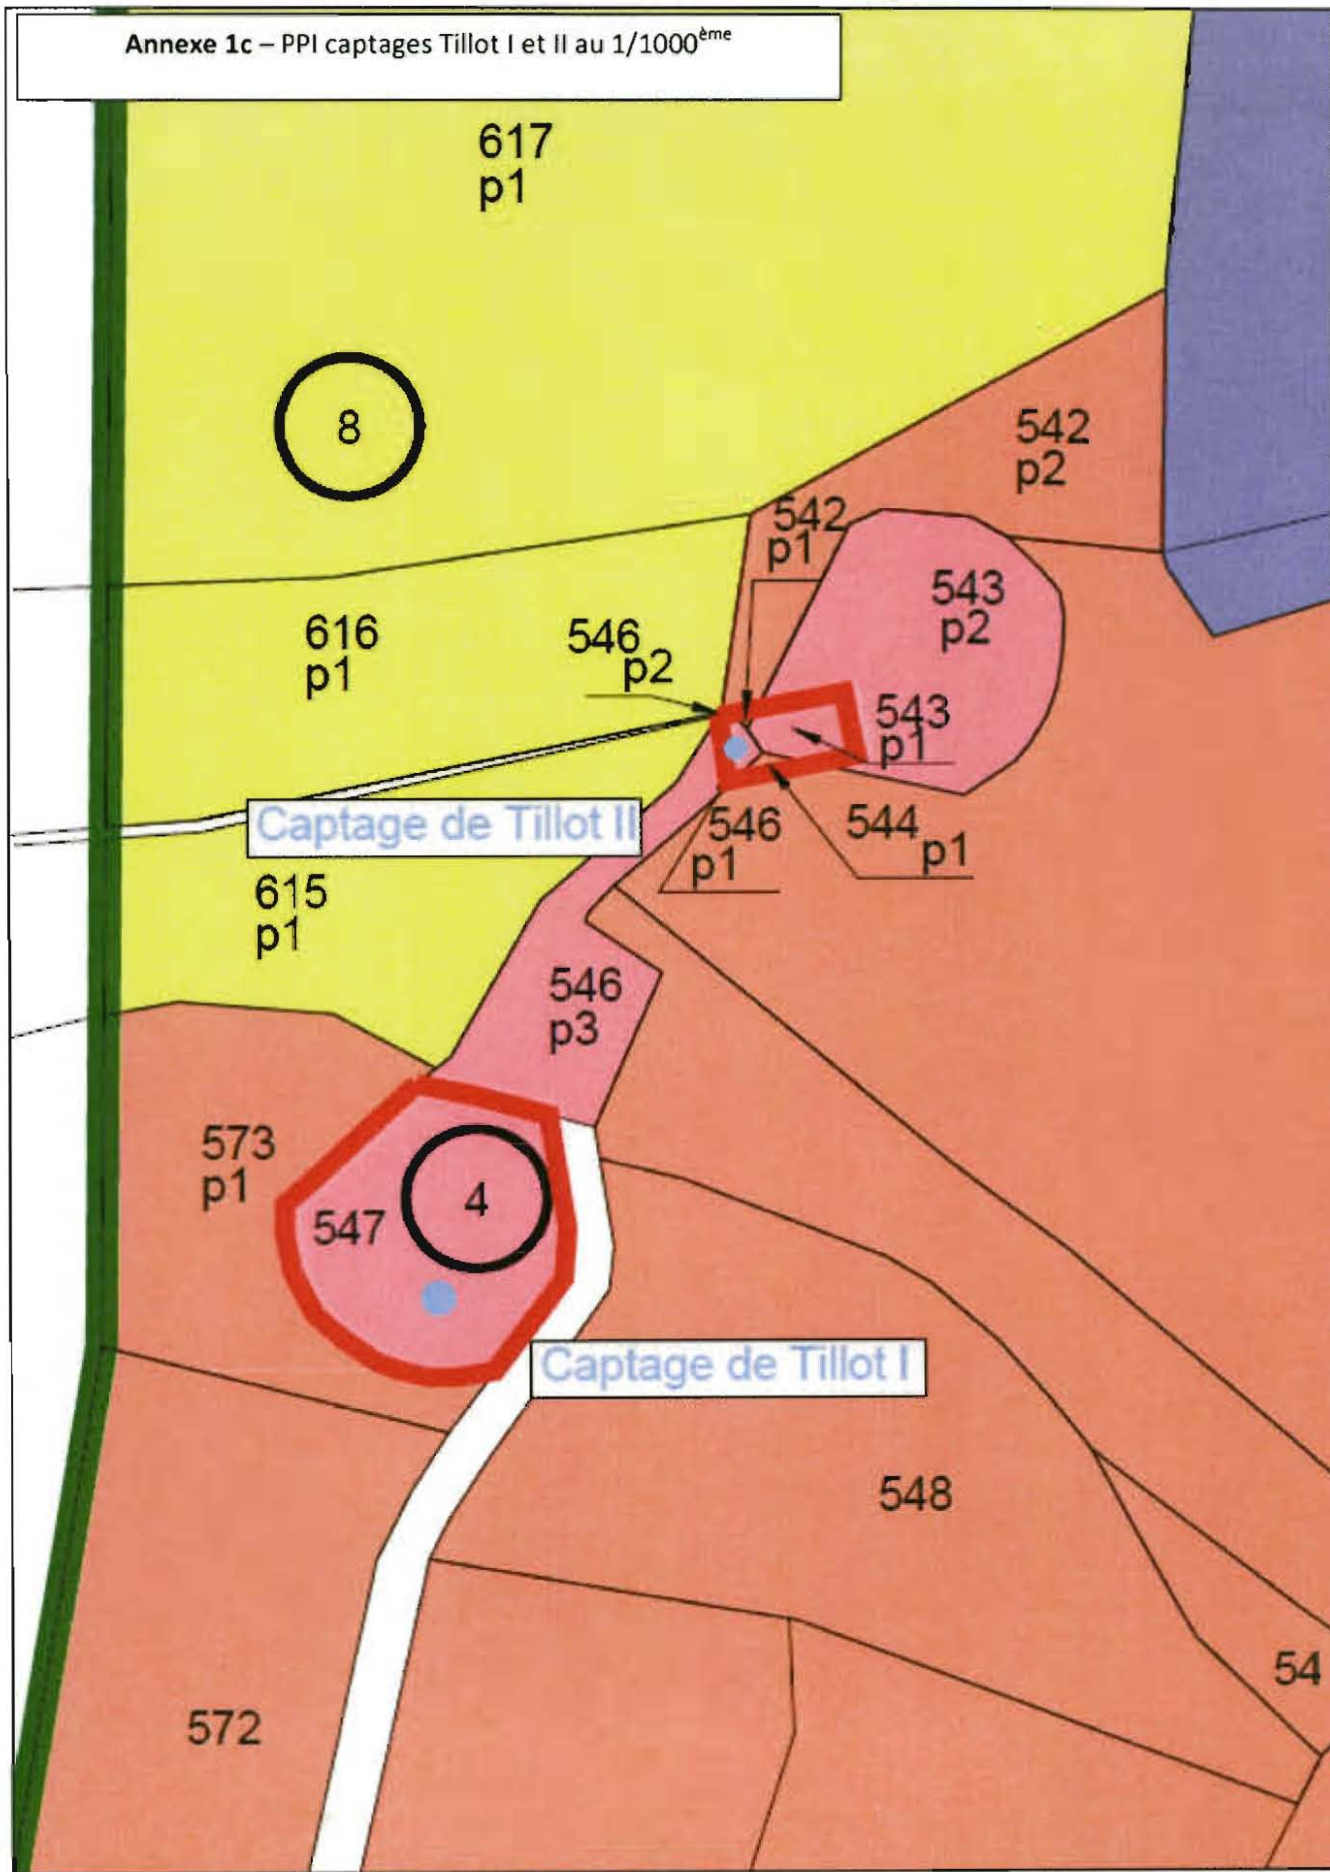 Annexe 1c – PPI captages Tillot I et II au 1/1000ème
617
p1
8
542
p2
542
p1
543
p2
616
p1
546
p2
543
p1
Captage de Tillot II
546
p1
544
p1
615
p1
546
p3
573
p1
547
4
Captage de Tillot I
548
54
572